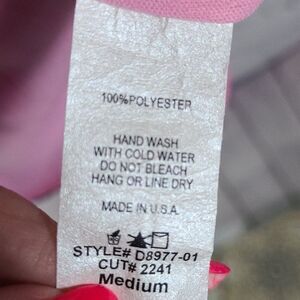 100%POLYESTER
HAND WASH
WITH COLD WATER
DO NOT BLEACH
HANG OR LINE DRY
MADE IN U.S.A.
STYLE# D8977-01
CUT# 2241
Medium